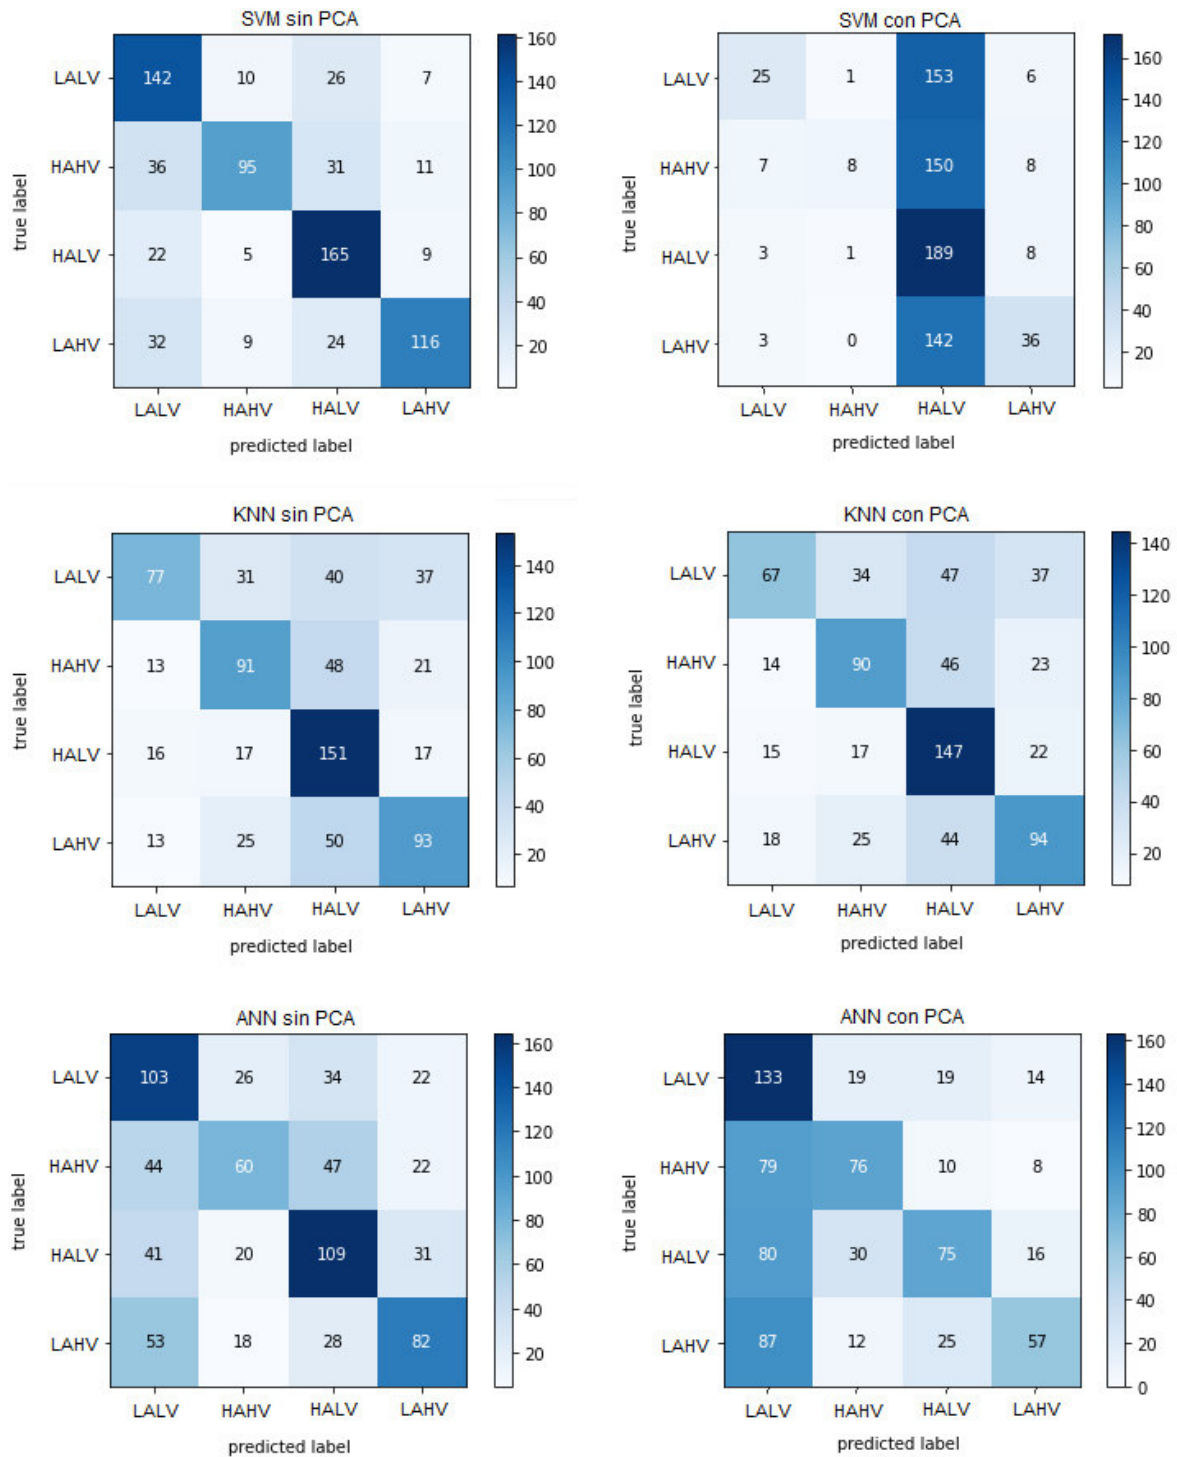 SVM sin PCA
true label
LALV 142 10 26 7
HAHV 36 95 31 11
HALV 22 5 165 9
LAHV 32 9 24 116
LALV HAHV HALV LAHV
predicted label
160
140
120
100
80
60
40
20
SVM con PCA
true label
LALV 25 1 153 6
HAHV 7 8 150 8
HALV 3 1 189 8
LAHV 3 0 142 36
LALV HAHV HALV LAHV
predicted label
160
140
120
100
80
60
40
20
KNN sin PCA
true label
LALV 77 31 40 37
HAHV 13 91 48 21
HALV 16 17 151 17
LAHV 13 25 50 93
LALV HAHV HALV LAHV
predicted label
140
120
100
80
60
40
20
KNN con PCA
true label
LALV 67 34 47 37
HAHV 14 90 46 23
HALV 15 17 147 22
LAHV 18 25 44 94
LALV HAHV HALV LAHV
predicted label
140
120
100
80
60
40
20
ANN sin PCA
true label
LALV 103 26 34 22
HAHV 44 60 47 22
HALV 41 20 109 31
LAHV 53 18 28 82
LALV HAHV HALV LAHV
predicted label
160
140
120
100
80
60
40
20
ANN con PCA
true label
LALV 133 19 19 14
HAHV 79 76 10 8
HALV 80 30 75 16
LAHV 87 12 25 57
LALV HAHV HALV LAHV
predicted label
160
140
120
100
80
60
40
20
0